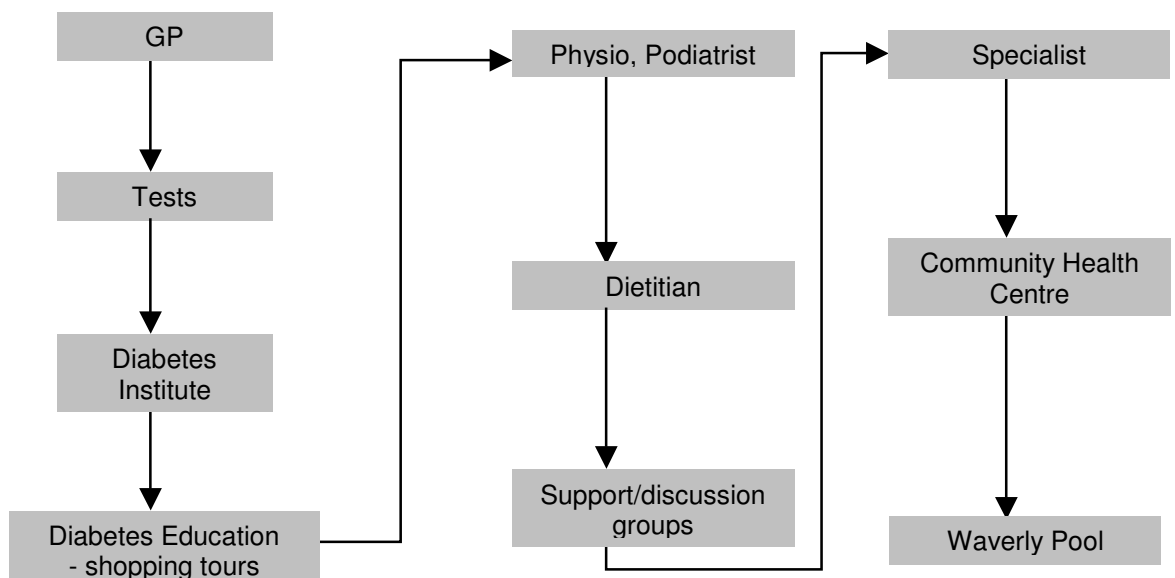 GP
Tests
Diabetes
Institute
Diabetes Education
- shopping tours
Physio, Podiatrist
Dietitian
Support/discussion
groups
Specialist
Community Health
Centre
Waverly Pool